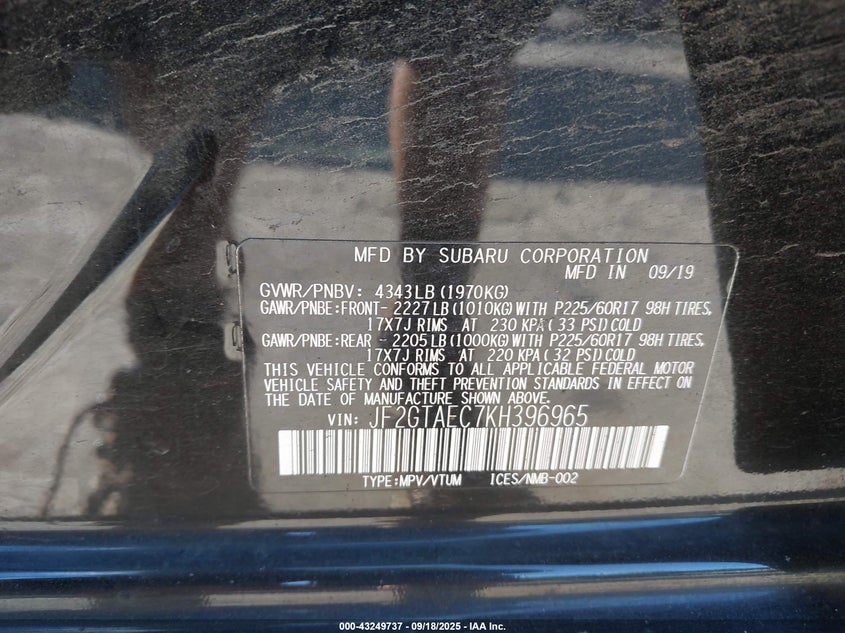 MFD BY SUBARU CORPORATION
MFD IN 09/19
GVWR/PNBV: 4343LB (1970KG)
GAWR/PNBE:FRONT- 2227LB (1010KG) WITH P225/60R17 98H TIRES,
17X7J RIMS AT 230 KPA (33 PSI) COLD
GAWR/PNBE:REAR - 2205LB (1000KG) WITH P225/60R17 98H TIRES,
17X7J RIMS AT 220 KPA (32 PSI) COLD
THIS VEHICLE CONFORMS TO ALL APPLICABLE FEDERAL MOTOR
VEHICLE SAFETY AND THEFT PREVENTION STANDARDS IN EFFECT ON
THE DATE OF MANUFACTURE SHOWN ABOVE.
VIN: JF2GTAEC7KH396965
TYPE:MPV/VTUM ICES/NMB-002
000-43249737 - 09/18/2025 - IAA Inc.